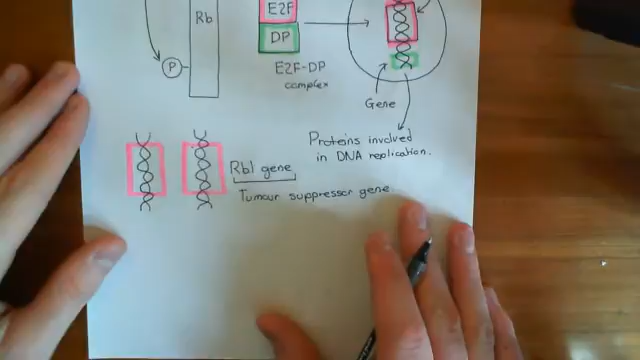 Rb
E2F
DP
P
E2F-DP
complex
Gene
Proteins involved
in DNA replication.
Rb1 gene
Tumour suppressor gene